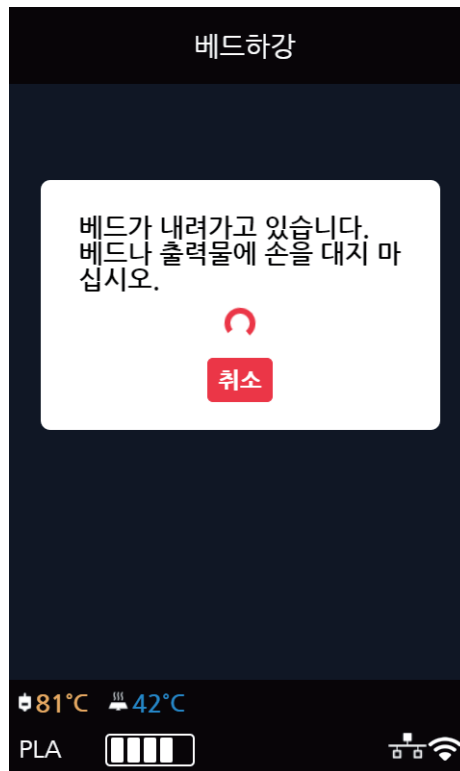 베드하강
베드가 내려가고 있습니다.
베드나 출력물에 손을 대지 마
십시오.
취소
81°C 42°C
PLA